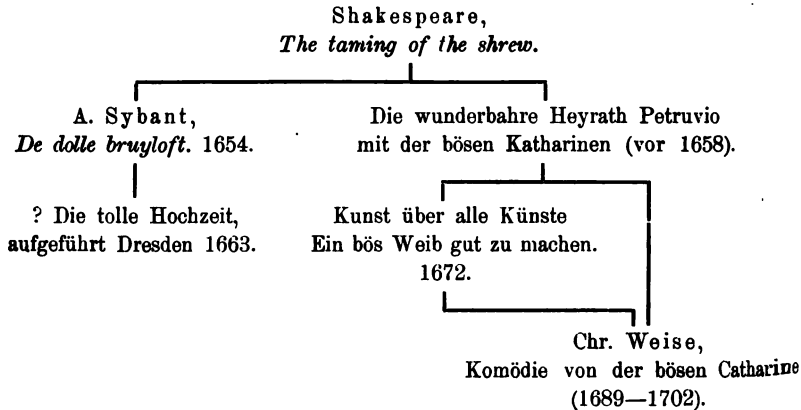 Shakespeare,
The taming of the shrew.
A. Sybant,
De dolle bruyloft. 1654.
Die wunderbahre Heyrath Petruvio
mit der bösen Katharinen (vor 1658).
? Die tolle Hochzeit,
aufgeführt Dresden 1663.
Kunst über alle Künste
Ein bös Weib gut zu machen.
1672.
Chr. Weise,
Komödie von der bösen Catharine
(1689—1702).